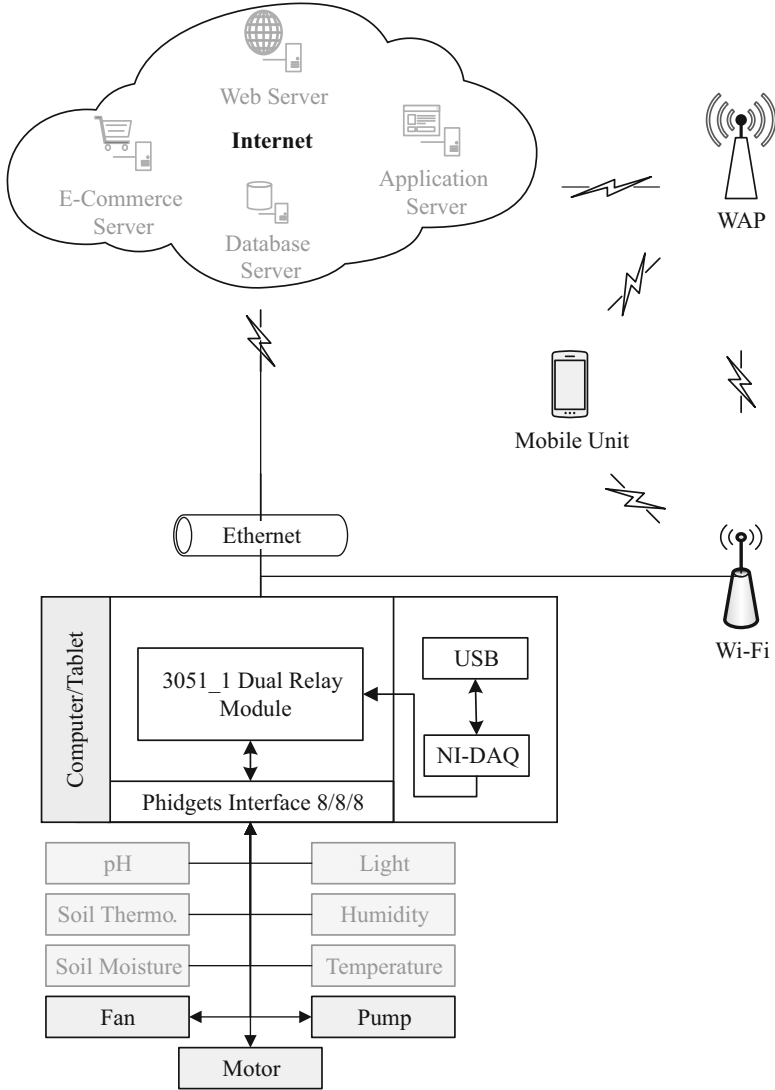 Web Server
Internet
E-Commerce
Server
Application
Server
Database
Server
WAP
Mobile Unit
Ethernet
Wi-Fi
Computer/Tablet
3051_1 Dual Relay
Module
USB
NI-DAQ
Phidgets Interface 8/8/8
pH
Light
Soil Thermo.
Humidity
Soil Moisture
Temperature
Fan
Pump
Motor